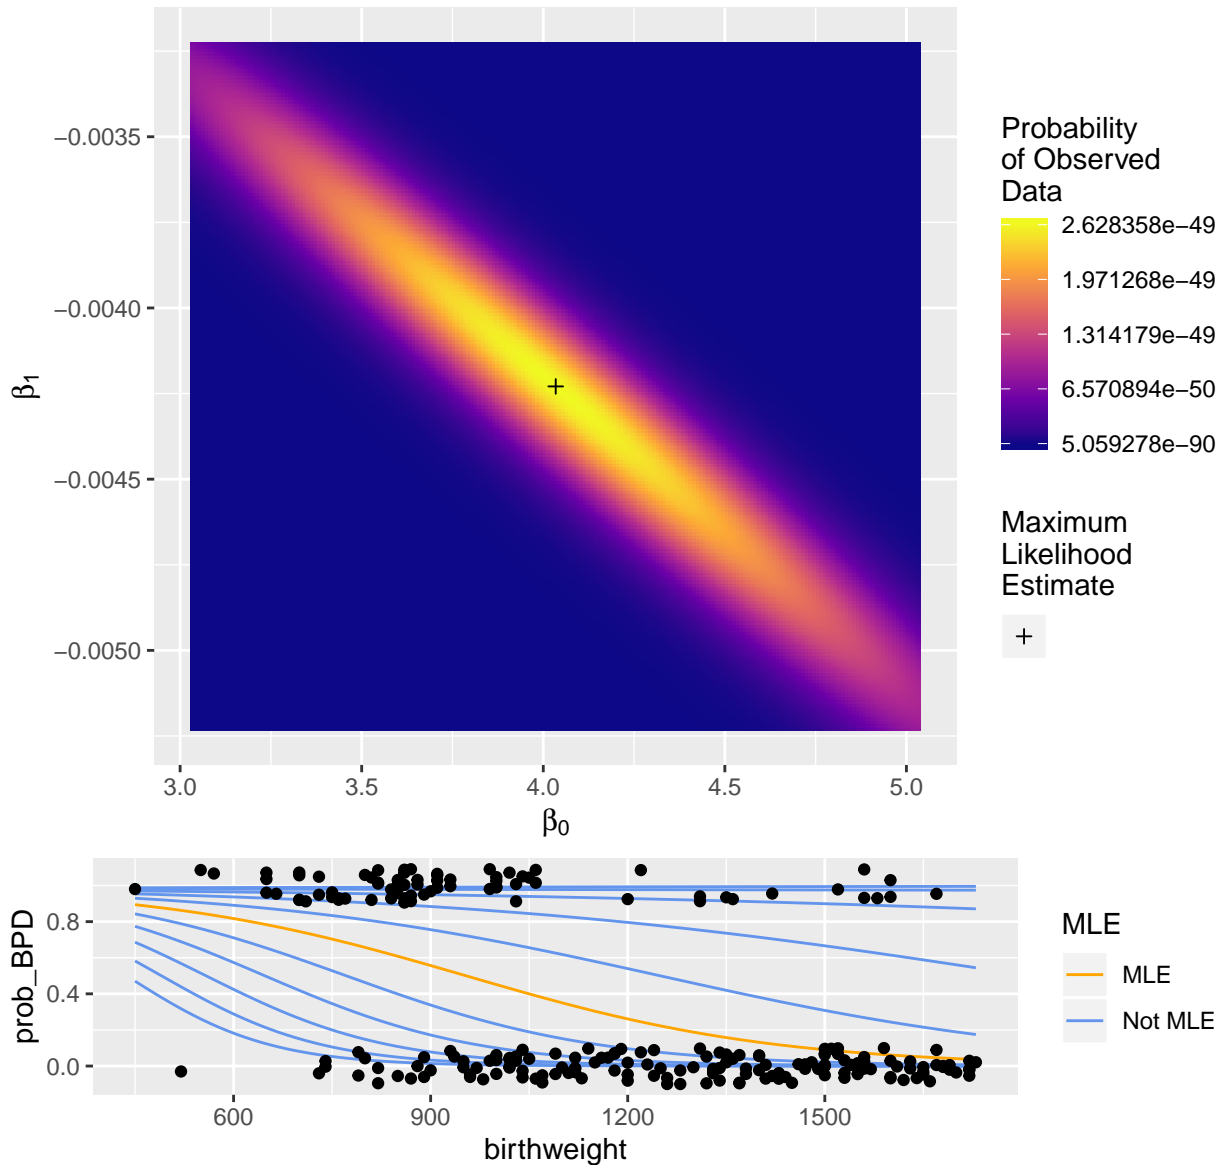 −0.0035
−0.0040
−0.0045
−0.0050
β1
3.0 3.5 4.0 4.5 5.0
β0
Probability
of Observed
Data
2.628358e−49
1.971268e−49
1.314179e−49
6.570894e−50
5.059278e−90
Maximum
Likelihood
Estimate
prob_BPD
0.8
0.4
0.0
600 900 1200 1500
birthweight
MLE
MLE
Not MLE